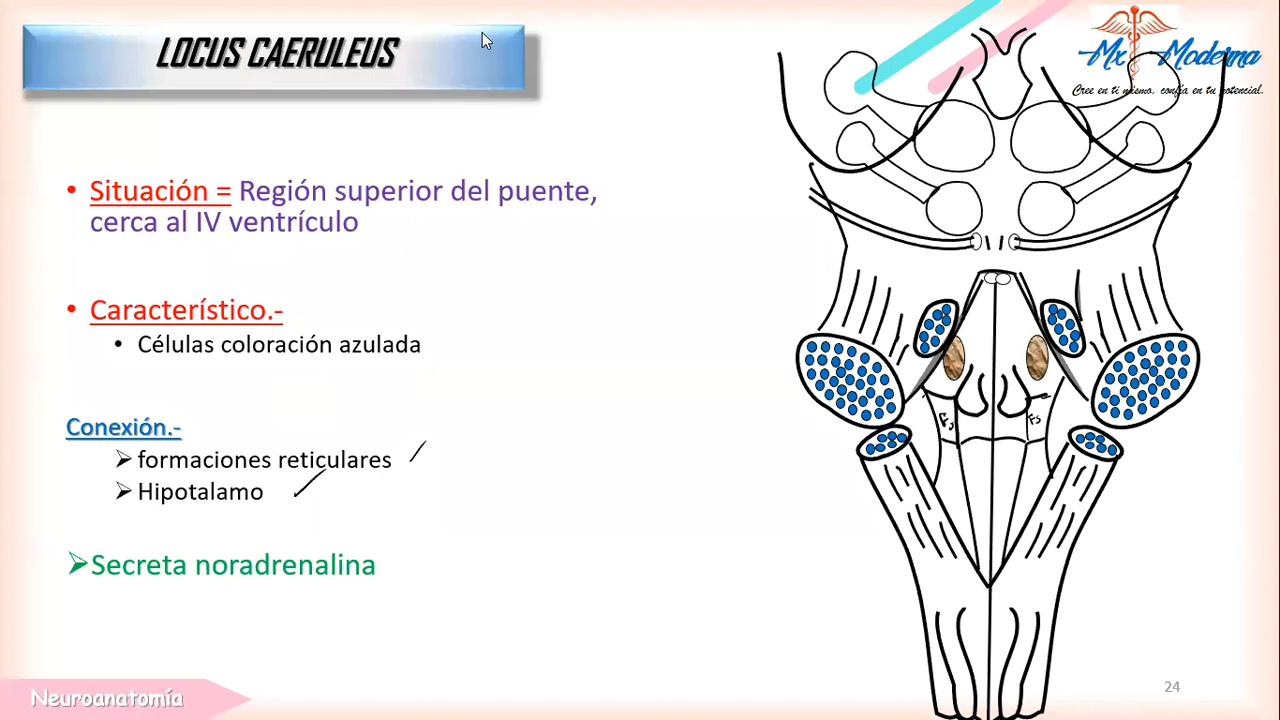 LOCUS CAERULEUS
Mx Moderna
Cree en ti mismo, confia en tu potencial.
• Situación = Región superior del puente,
cerca al IV ventrículo
• Característico.-
• Células coloración azulada
Conexión.-
➢ formaciones reticulares
➢ Hipotalamo
➢Secreta noradrenalina
Neuroanatomía
24